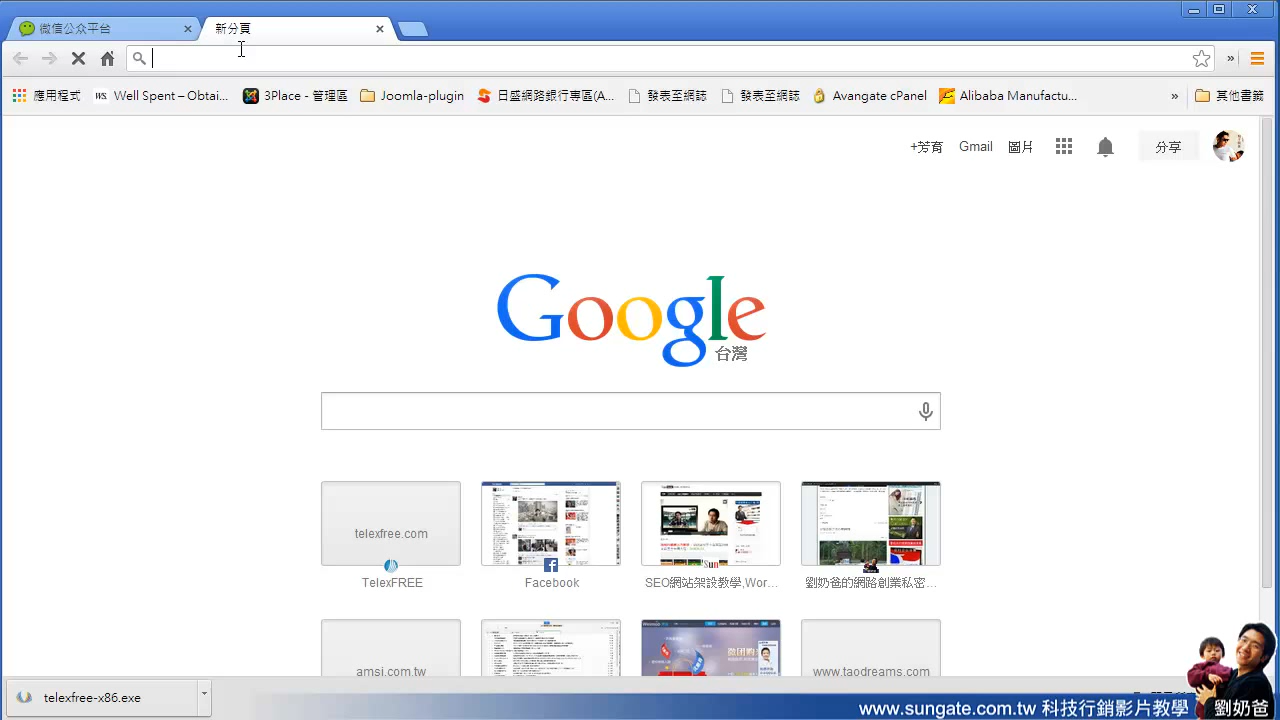 微信公众平台
新分頁
應用程式
WS. Well Spent – Obtai...
3Place - 管理區
Joomla-plugin
日盛網路銀行專區(A...
發表至網誌
發表至網誌
Avangate cPanel
Alibaba Manufactu...
»
其他書籤
+芳育 Gmail 圖片
分享
Google
台灣
telexfree.com
TelexFREE
Facebook
Sun
SEO網站架設教學,Wor...
劉奶爸的網路創業私密...
amsi.com.tw
www.taodreams.com
telexfree-x86.exe
www.sungate.com.tw 科技行銷影片教學
劉奶爸